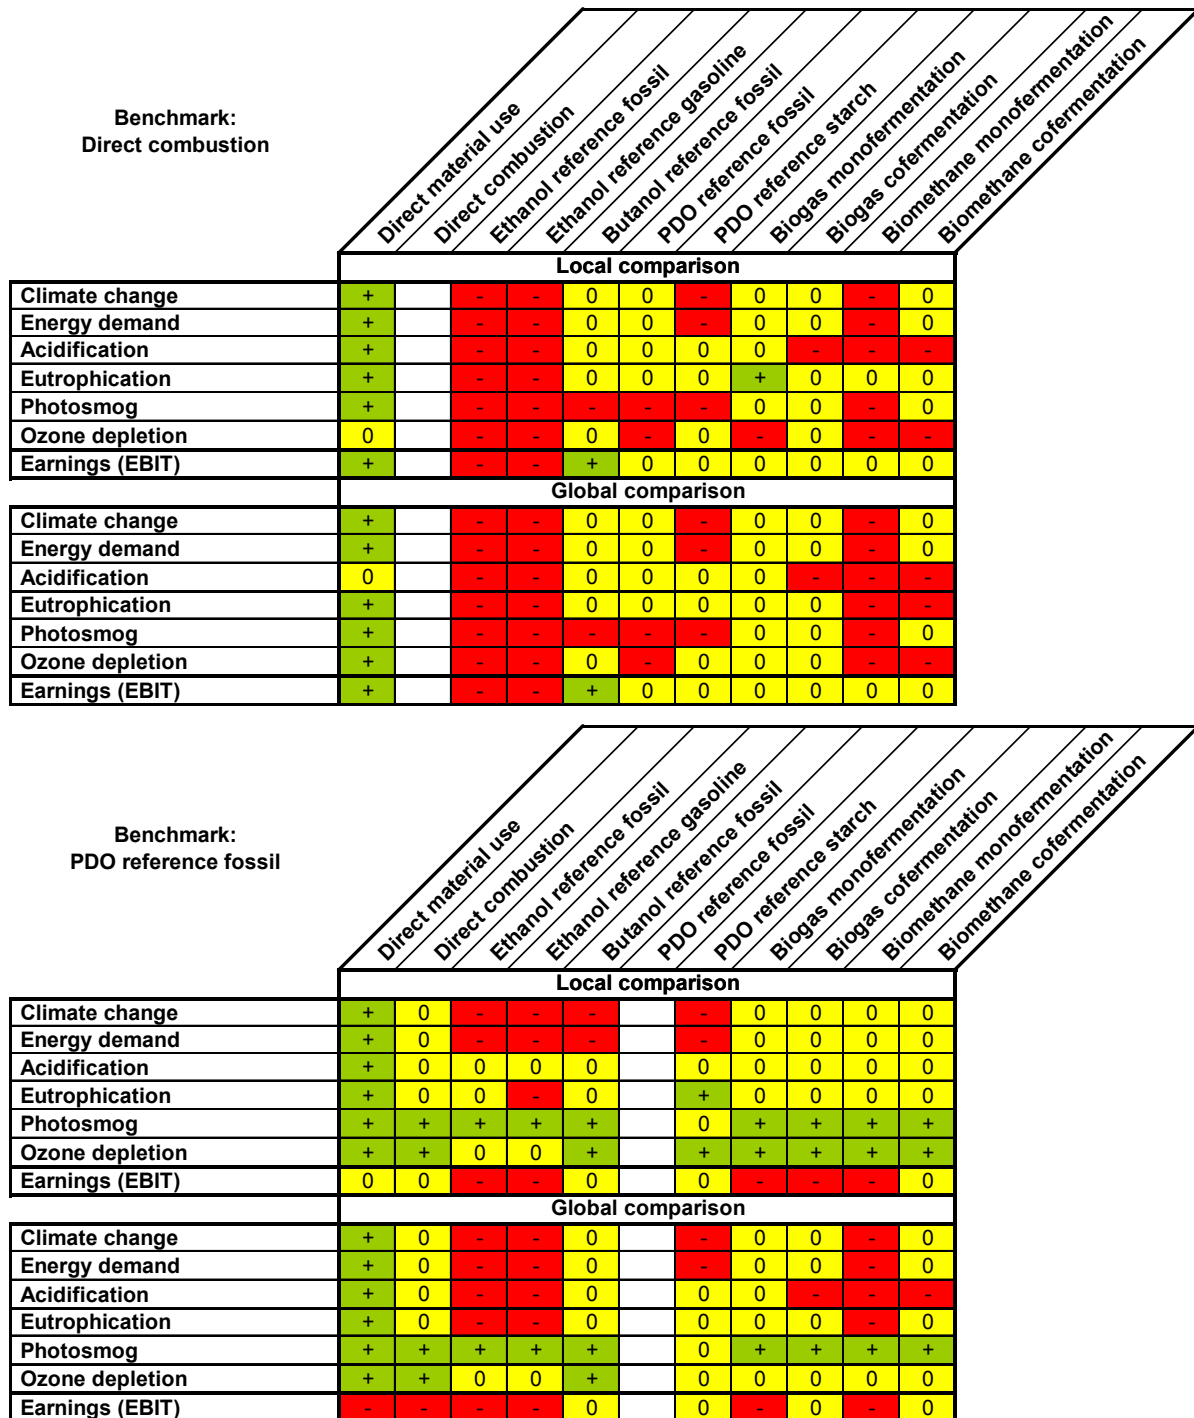 Benchmark:
Direct combustion
Direct material use
Direct combustion
Ethanol reference fossil
Ethanol reference gasoline
Butanol reference fossil
PDO reference fossil
PDO reference starch
Biogas monofermentation
Biogas cofermentation
Biomethane monofermentation
Biomethane cofermentation
Local comparison
Climate change + - - 0 0 - 0 0 - 0
Energy demand + - - 0 0 - 0 0 - 0
Acidification + - - 0 0 0 0 - - -
Eutrophication + - - 0 0 0 + 0 0 0
Photosmog + - - - - - 0 0 - 0
Ozone depletion 0 - - 0 - 0 - 0 - -
Earnings (EBIT) + - - + 0 0 0 0 0 0
Global comparison
Climate change + - - 0 0 - 0 0 - 0
Energy demand + - - 0 0 - 0 0 - 0
Acidification 0 - - 0 0 0 0 - - -
Eutrophication + - - 0 0 0 0 0 - -
Photosmog + - - - - - 0 0 - 0
Ozone depletion + - - 0 - 0 0 0 - -
Earnings (EBIT) + - - + 0 0 0 0 0 0
Benchmark:
PDO reference fossil
Direct material use
Direct combustion
Ethanol reference fossil
Ethanol reference gasoline
Butanol reference fossil
PDO reference fossil
PDO reference starch
Biogas monofermentation
Biogas cofermentation
Biomethane monofermentation
Biomethane cofermentation
Local comparison
Climate change + 0 - - - - 0 0 0 0
Energy demand + 0 - - - - 0 0 0 0
Acidification + 0 0 0 0 0 0 0 0 0
Eutrophication + 0 0 - 0 + 0 0 0 0
Photosmog + + + + + 0 + + + +
Ozone depletion + + 0 0 + + + + + +
Earnings (EBIT) 0 0 - - 0 0 - - - 0
Global comparison
Climate change + 0 - - 0 - 0 0 - 0
Energy demand + 0 - - 0 - 0 0 - 0
Acidification + 0 - - 0 0 0 - - -
Eutrophication + 0 - - 0 0 0 0 - 0
Photosmog + + + + + 0 + + + +
Ozone depletion + + 0 0 + 0 0 0 0 0
Earnings (EBIT) - - - - 0 0 - 0 - 0